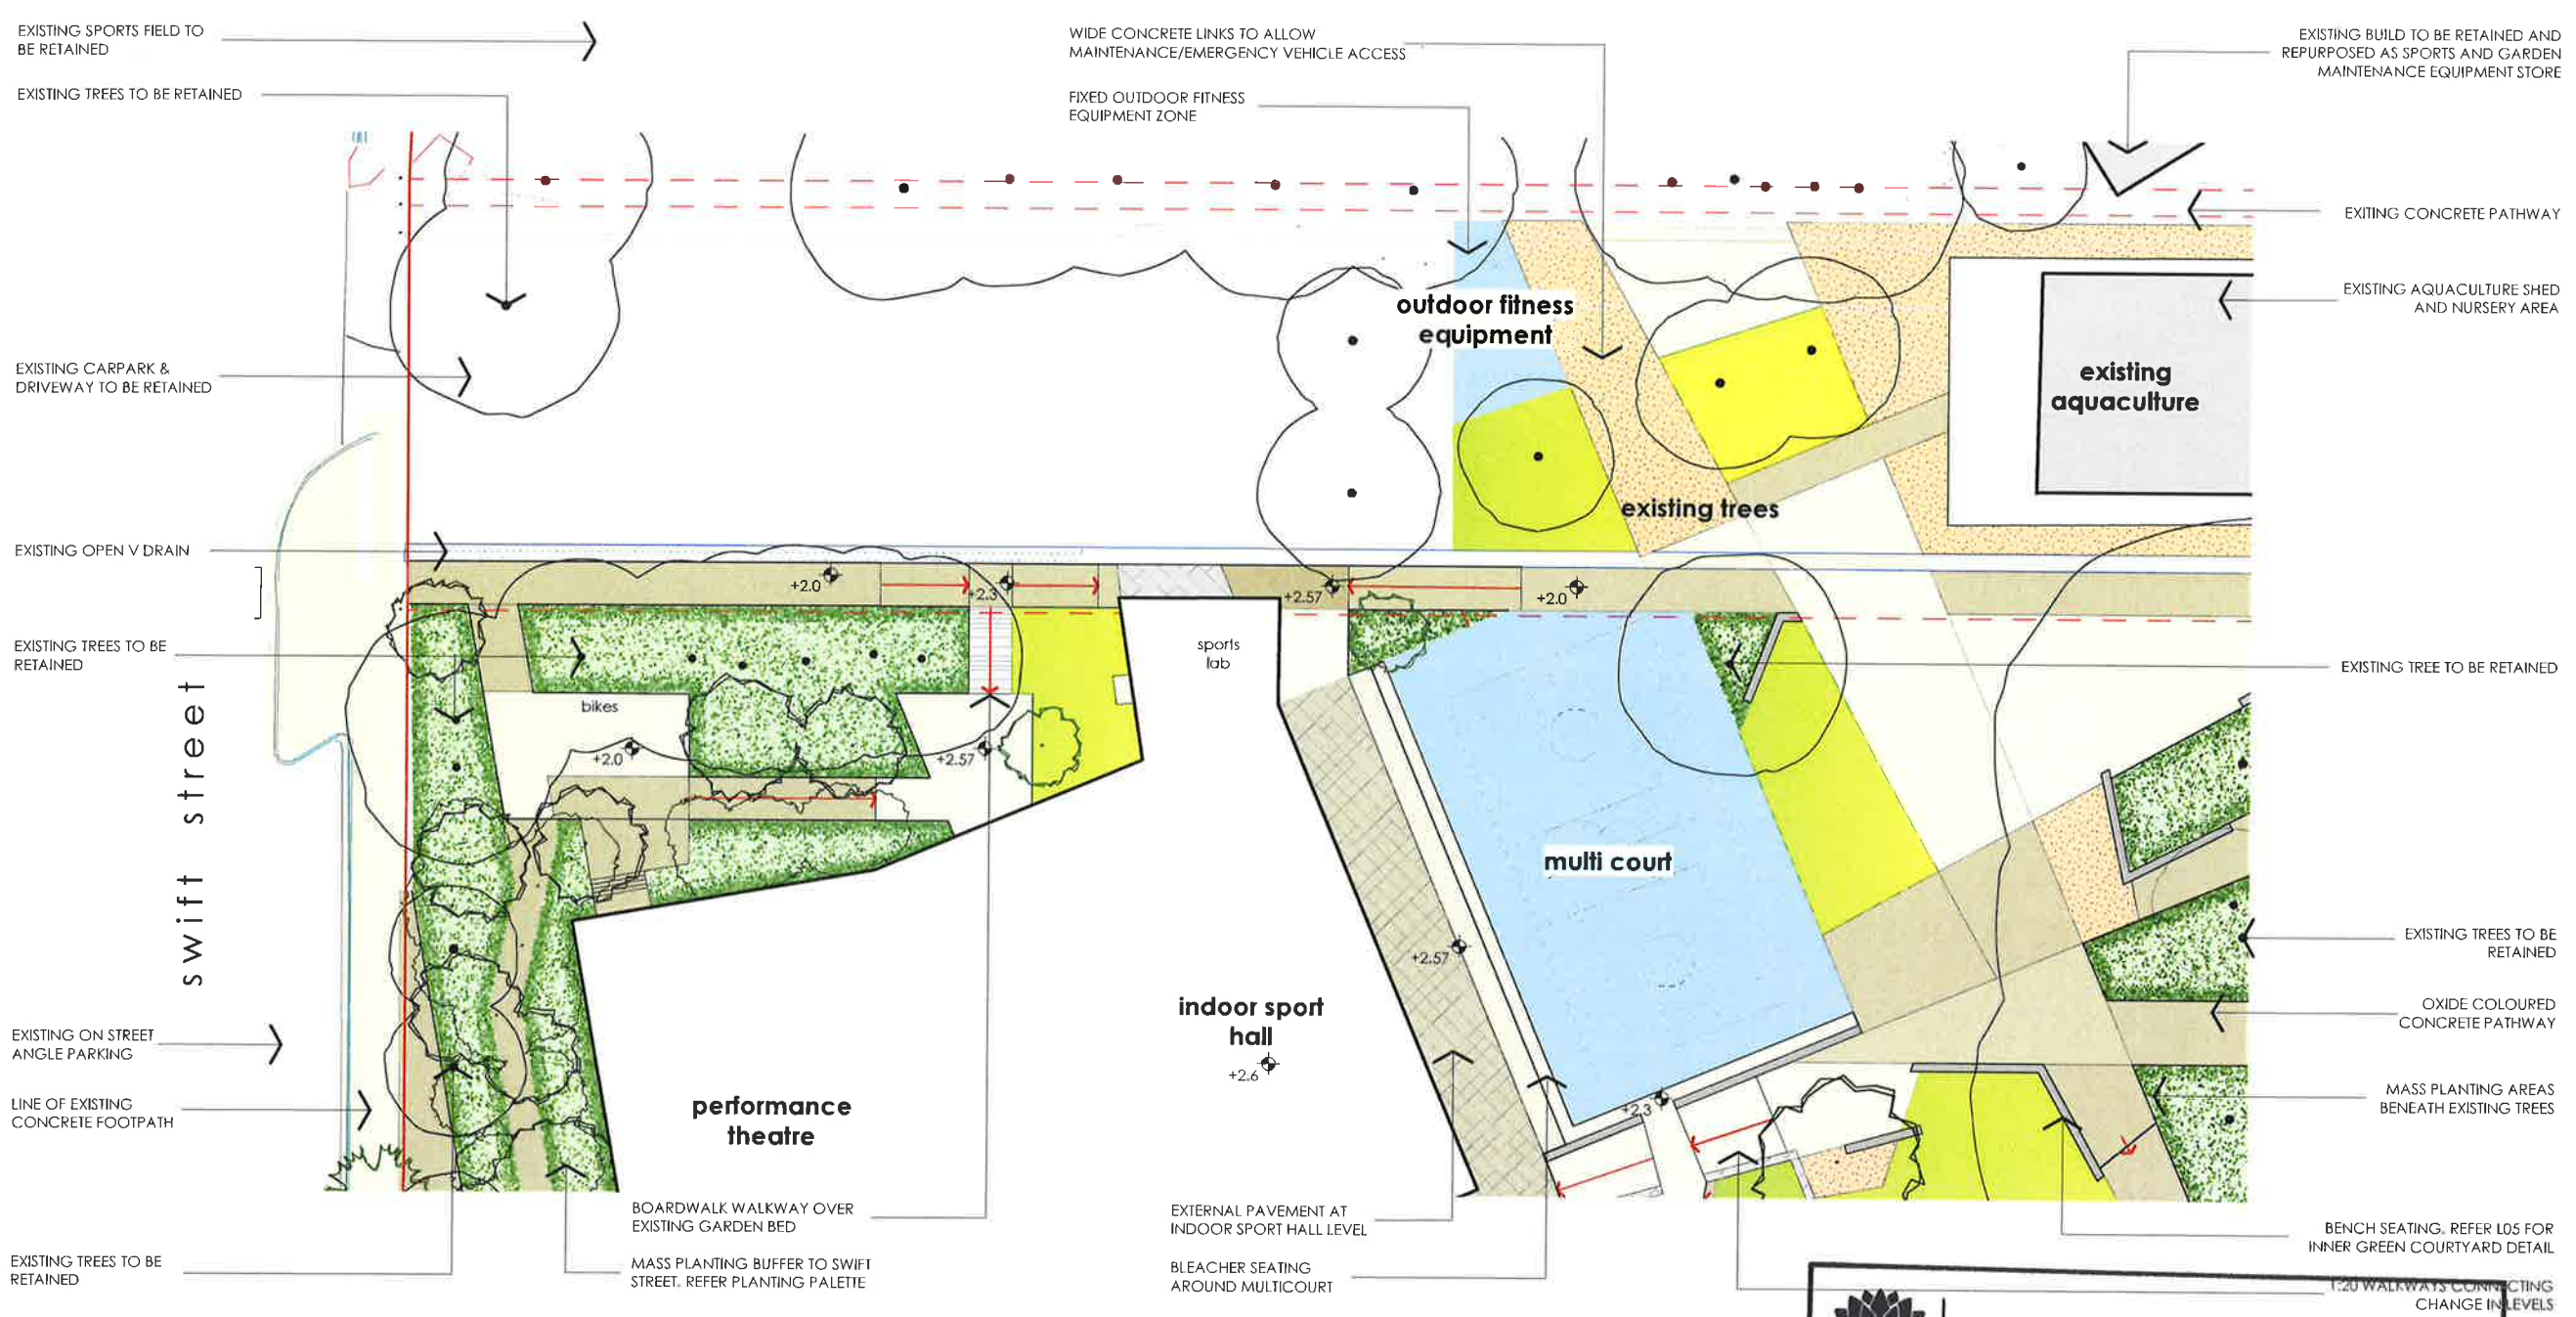 EXISTING SPORTS FIELD TO
BE RETAINED
WIDE CONCRETE LINKS TO ALLOW
MAINTENANCE/EMERGENCY VEHICLE ACCESS
EXISTING BUILD TO BE RETAINED AND
REPURPOSED AS SPORTS AND GARDEN
MAINTENANCE EQUIPMENT STORE
EXISTING TREES TO BE RETAINED
FIXED OUTDOOR FITNESS
EQUIPMENT ZONE
EXITING CONCRETE PATHWAY
EXISTING AQUACULTURE SHED
AND NURSERY AREA
outdoor fitness
equipment
EXISTING CARPARK &
DRIVEWAY TO BE RETAINED
existing
aquaculture
existing trees
EXISTING OPEN V DRAIN
+2.0
+2.3
+2.57
+2.0
EXISTING TREES TO BE
RETAINED
sports
lab
EXISTING TREE TO BE RETAINED
bikes
+2.0
+2.57
swift street
multi court
+2.57
EXISTING TREES TO BE
RETAINED
indoor sport
hall
+2.6
OXIDE COLOURED
CONCRETE PATHWAY
EXISTING ON STREET
ANGLE PARKING
LINE OF EXISTING
CONCRETE FOOTPATH
performance
theatre
+2.3
MASS PLANTING AREAS
BENEATH EXISTING TREES
BOARDWALK WALKWAY OVER
EXISTING GARDEN BED
EXTERNAL PAVEMENT AT
INDOOR SPORT HALL LEVEL
BENCH SEATING. REFER L05 FOR
INNER GREEN COURTYARD DETAIL
EXISTING TREES TO BE
RETAINED
MASS PLANTING BUFFER TO SWIFT
STREET. REFER PLANTING PALETTE
BLEACHER SEATING
AROUND MULTICOURT
1:20 WALKWAYS CONNECTING
CHANGE IN LEVELS